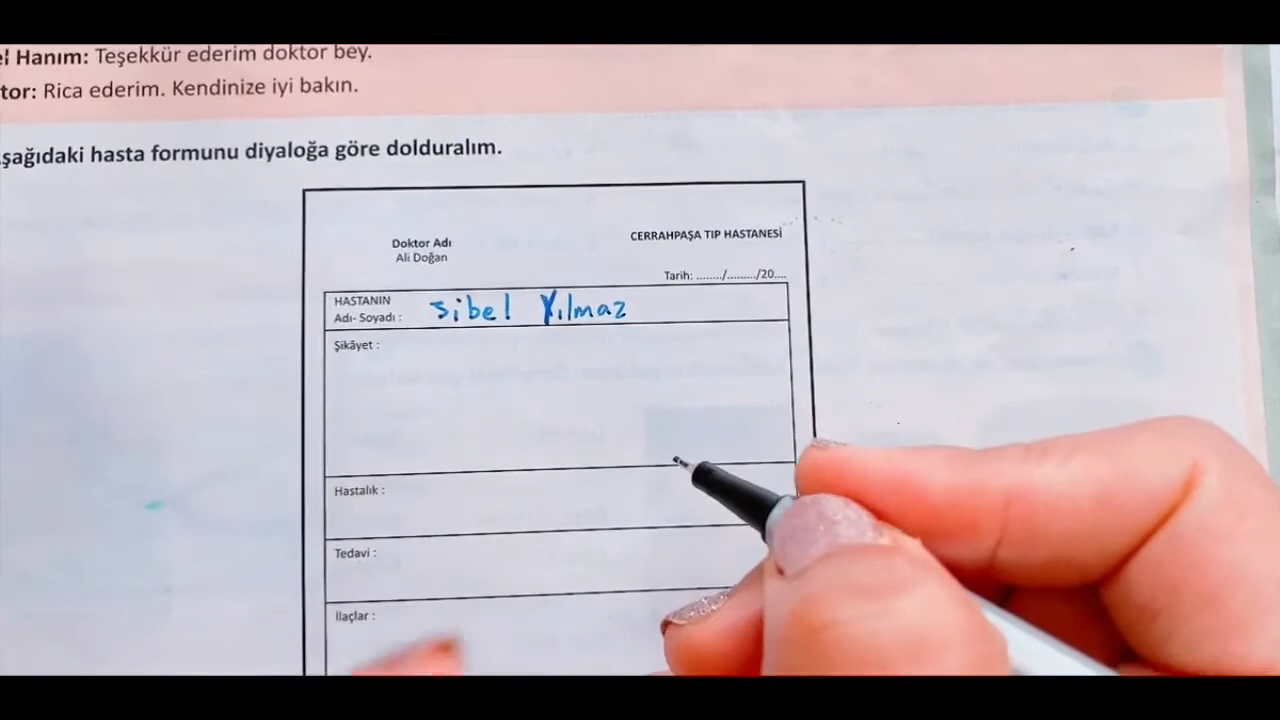 Hanım: Teşekkür ederim doktor bey.
tor: Rica ederim. Kendinize iyi bakın.
şağıdaki hasta formunu diyaloğa göre dolduralım.
Doktor Adı
Ali Doğan
CERRAHPAŞA TIP HASTANESİ
Tarih: ......../........./20....
HASTANIN
Adı- Soyadı : Sibel Yılmaz
Şikâyet :
Hastalık :
Tedavi :
İlaçlar :